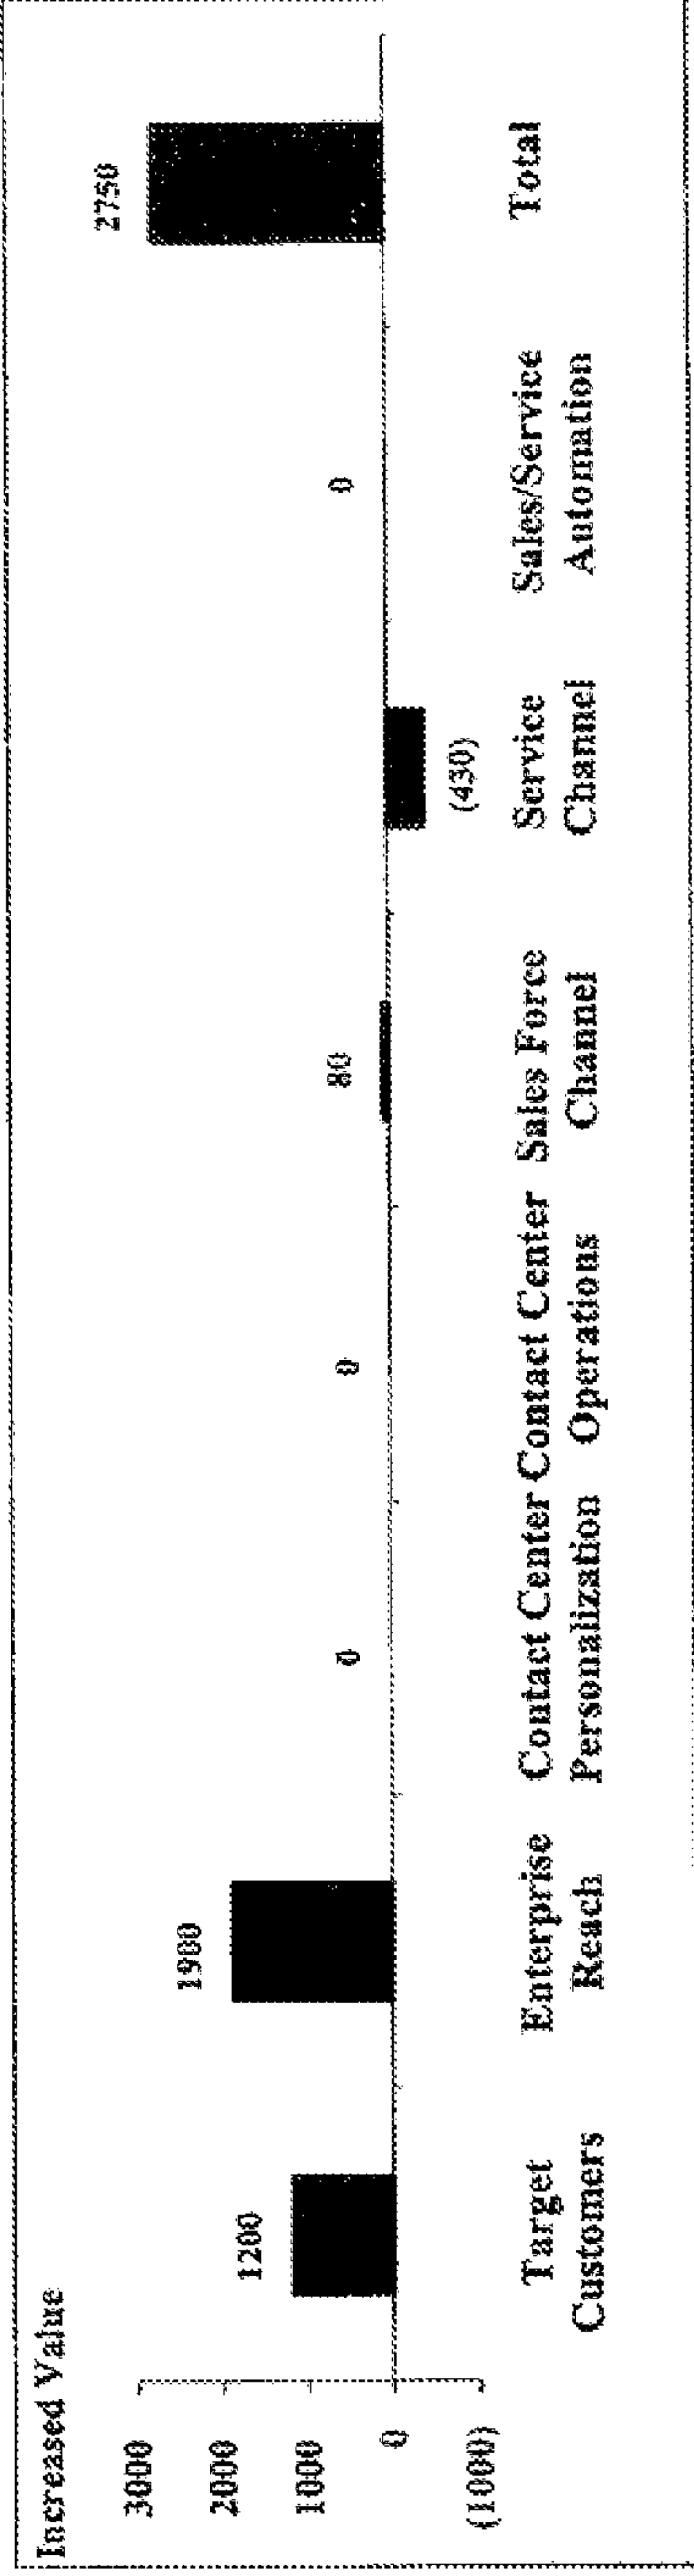 Increased Value
3000
2000
1000
0
(1000)
1200
1900
0
0
80
(430)
0
2750
Target
Customers
Enterprise
Reach
Contact Center
Personalization
Contact Center
Operations
Sales Force
Channel
Service
Channel
Sales/Service
Automation
Total